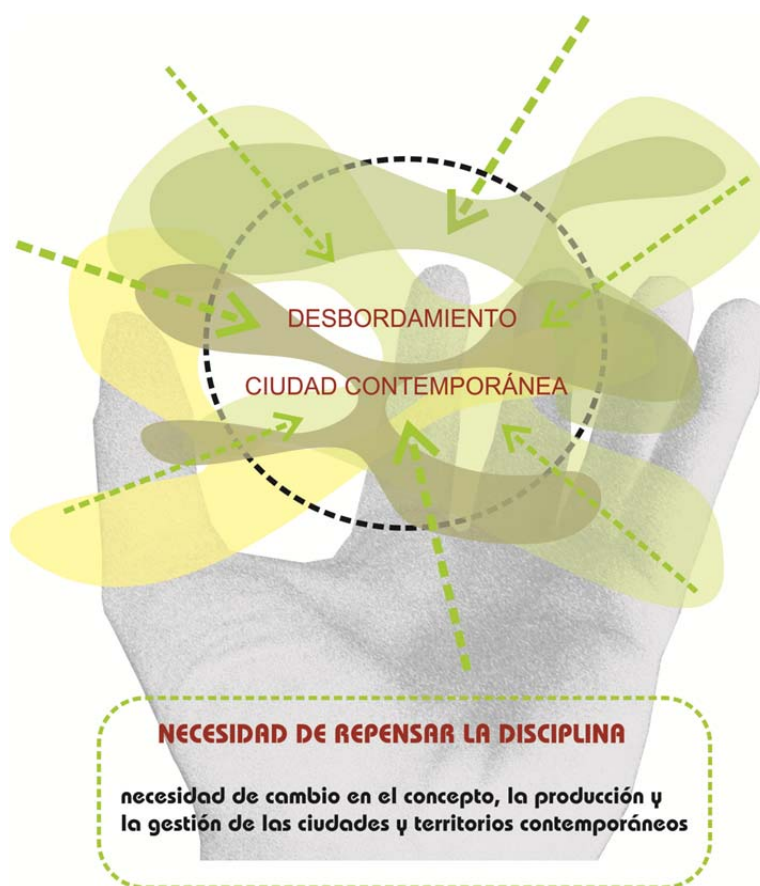 DESBORDAMIENTO
CIUDAD CONTEMPORÁNEA
NECESIDAD DE REPENSAR LA DISCIPLINA
necesidad de cambio en el concepto, la producción y
la gestión de las ciudades y territorios contemporáneos